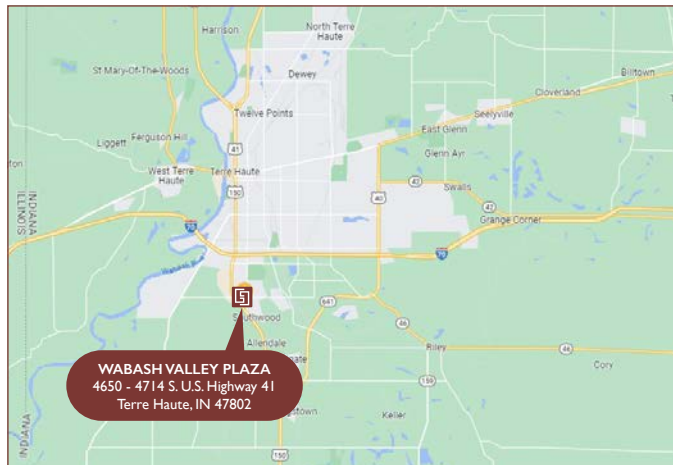 Harrison
North Terre
Haute
St Mary-Of-The-Woods
Dewey
Billtown
Cloverland
Twelve Points
Seelyville
Ferguson Hill
Liggett
East Glenn
41
Glenn Ayr
West Terre
Haute
Terre Haute
Swalls
42
150
40
42
Grange Corner
INDIANA
ILLINOIS
70
70
Wabash River
641
Southwood
46
Allendale
Riley
46
Cory
WABASH VALLEY PLAZA
4650 - 4714 S. U.S. Highway 41
Terre Haute, IN 47802
159
Keller
INDIANA
150